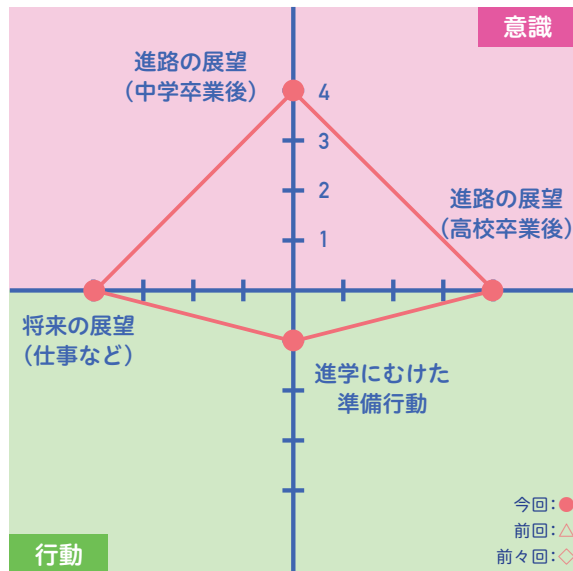 意識
進路の展望
（中学卒業後）
4
3
2
1
進路の展望
（高校卒業後）
将来の展望
（仕事など）
進学にむけた
準備行動
行動
今回：●
前回：△
前々回：◇